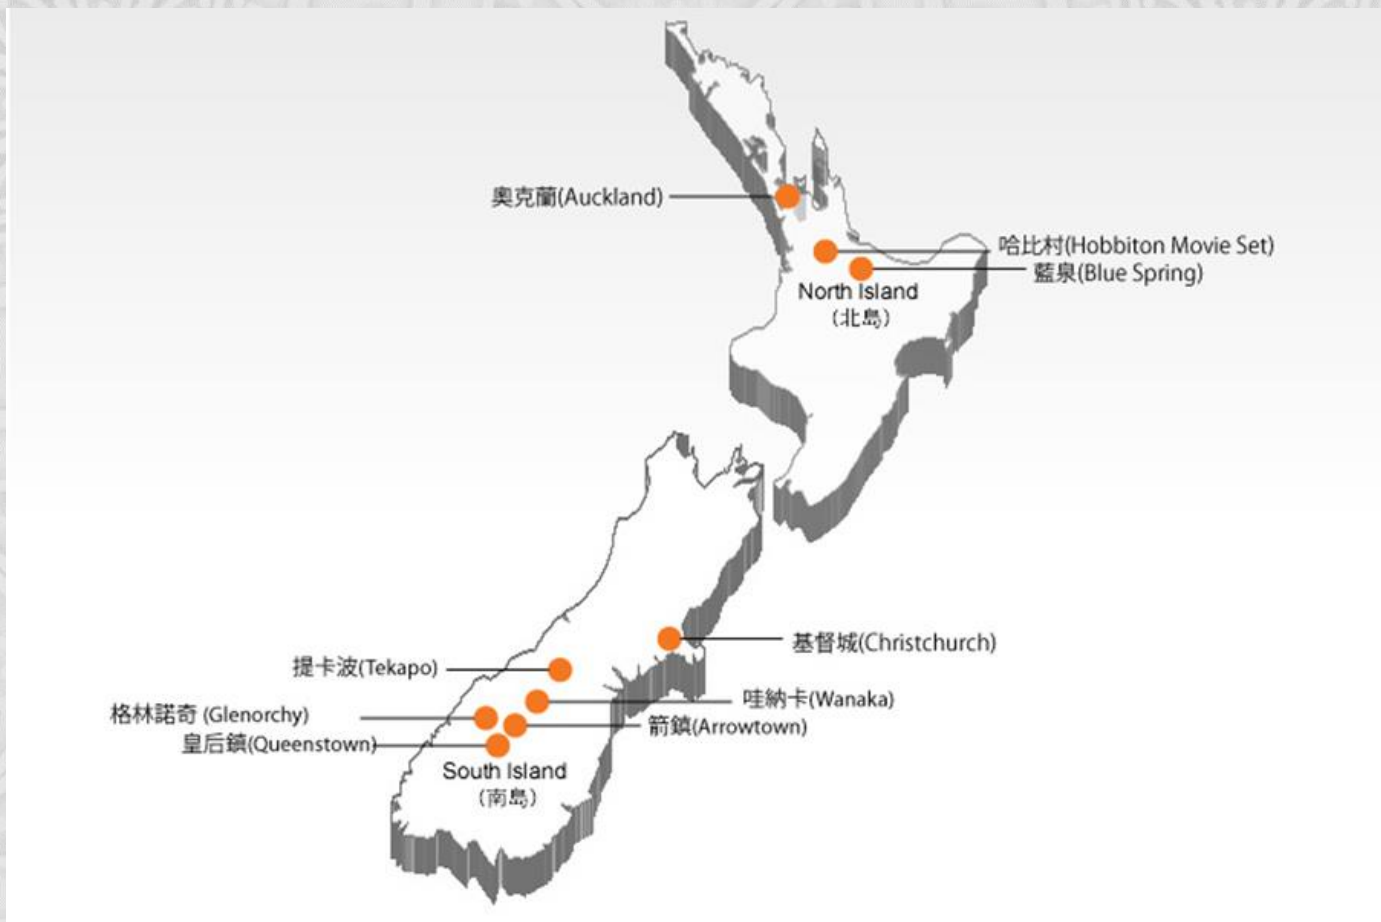 奧克蘭(Auckland)
哈比村(Hobbiton Movie Set)
藍泉(Blue Spring)
North Island
(北島)
基督城(Christchurch)
提卡波(Tekapo)
哇納卡(Wanaka)
格林諾奇 (Glenorchy)
箭鎮(Arrowtown)
皇后鎮(Queenstown)
South Island
(南島)